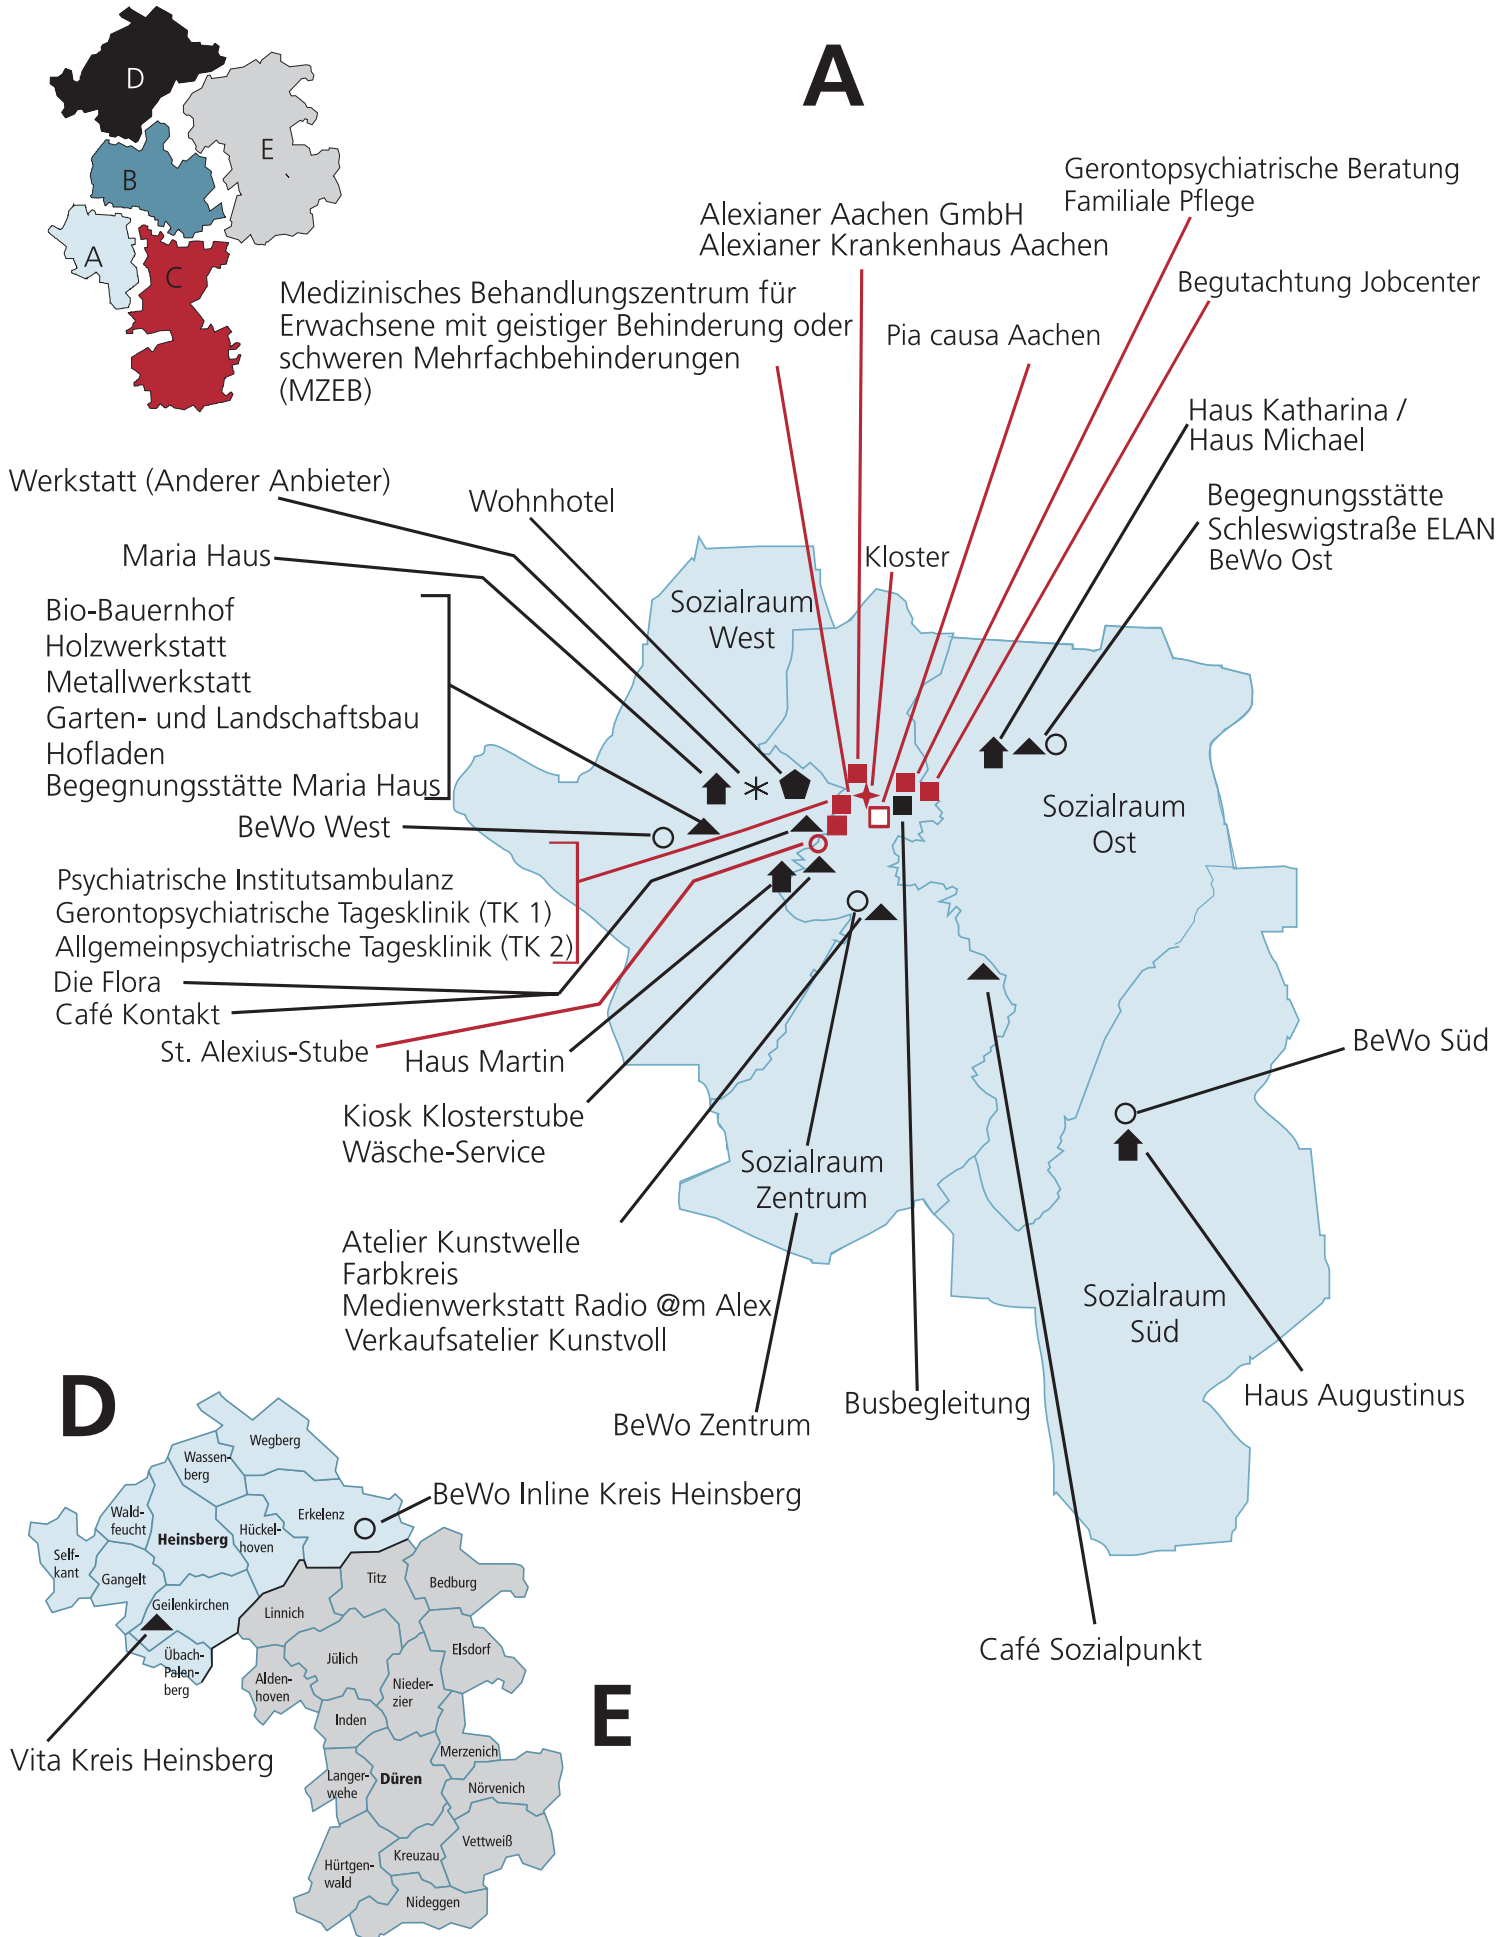 D
E
B
A
C
A
Gerontopsychiatrische Beratung
Familiale Pflege
Alexianer Aachen GmbH
Alexianer Krankenhaus Aachen
Begutachtung Jobcenter
Medizinisches Behandlungszentrum für
Erwachsene mit geistiger Behinderung oder
schweren Mehrfachbehinderungen
(MZEB)
Pia causa Aachen
Haus Katharina /
Haus Michael
Werkstatt (Anderer Anbieter)
Wohnhotel
Begegnungsstätte
Schleswigstraße ELAN
BeWo Ost
Maria Haus
Kloster
Sozialraum
West
Bio-Bauernhof
Holzwerkstatt
Metallwerkstatt
Garten- und Landschaftsbau
Hofladen
Begegnungsstätte Maria Haus
BeWo West
Sozialraum
Ost
Psychiatrische Institutsambulanz
Gerontopsychiatrische Tagesklinik (TK 1)
Allgemeinpsychiatrische Tagesklinik (TK 2)
Die Flora
Café Kontakt
St. Alexius-Stube
Haus Martin
BeWo Süd
Kiosk Klosterstube
Wäsche-Service
Sozialraum
Zentrum
Atelier Kunstwelle
Farbkreis
Medienwerkstatt Radio @m Alex
Verkaufsatelier Kunstvoll
Sozialraum
Süd
BeWo Zentrum
Busbegleitung
Haus Augustinus
Café Sozialpunkt
D
Wegberg
Wassen-
berg
BeWo Inline Kreis Heinsberg
Erkelenz
Wald-
feucht
Heinsberg
Hückel-
hoven
Self-
kant
Gangelt
Geilenkirchen
Übach-
Palen-
berg
Vita Kreis Heinsberg
E
Titz
Bedburg
Linnich
Jülich
Elsdorf
Alden-
hoven
Nieder-
zier
Inden
Merzenich
Langer-
wehe
Düren
Nörvenich
Vettweiß
Kreuzau
Hürtgen-
wald
Nideggen